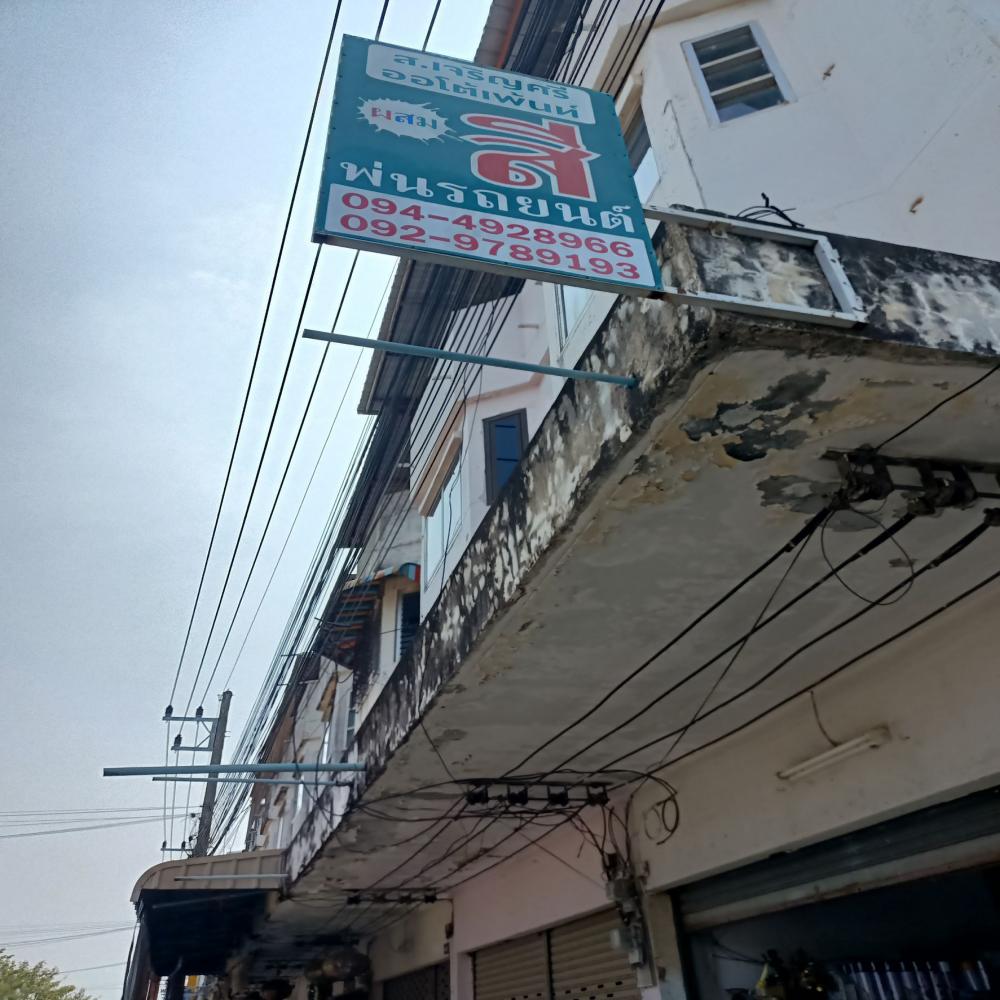 ส.เจริญศรี
ออโต้เพ้นท์
ผสม
สี
พ่นรถยนต์
094-4928966
092-9789193